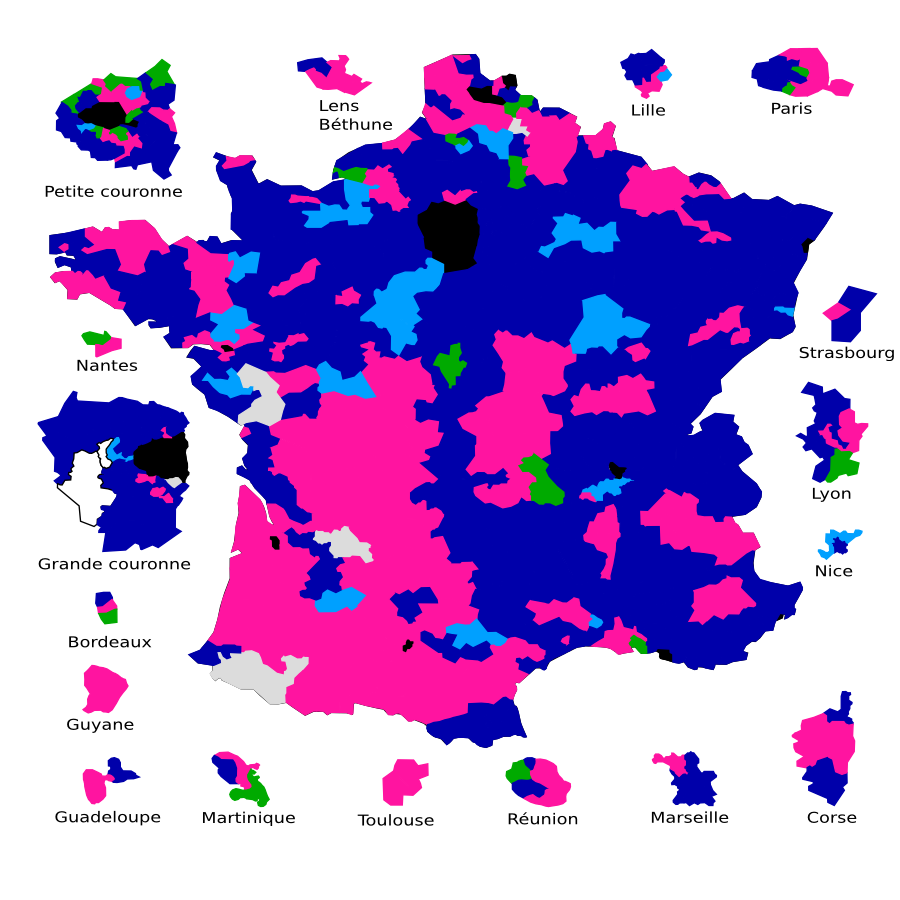 Lens
Béthune
Lille
Paris
Petite couronne
Nantes
Strasbourg
Lyon
Grande couronne
Nice
Bordeaux
Guyane
Guadeloupe
Martinique
Toulouse
Réunion
Marseille
Corse